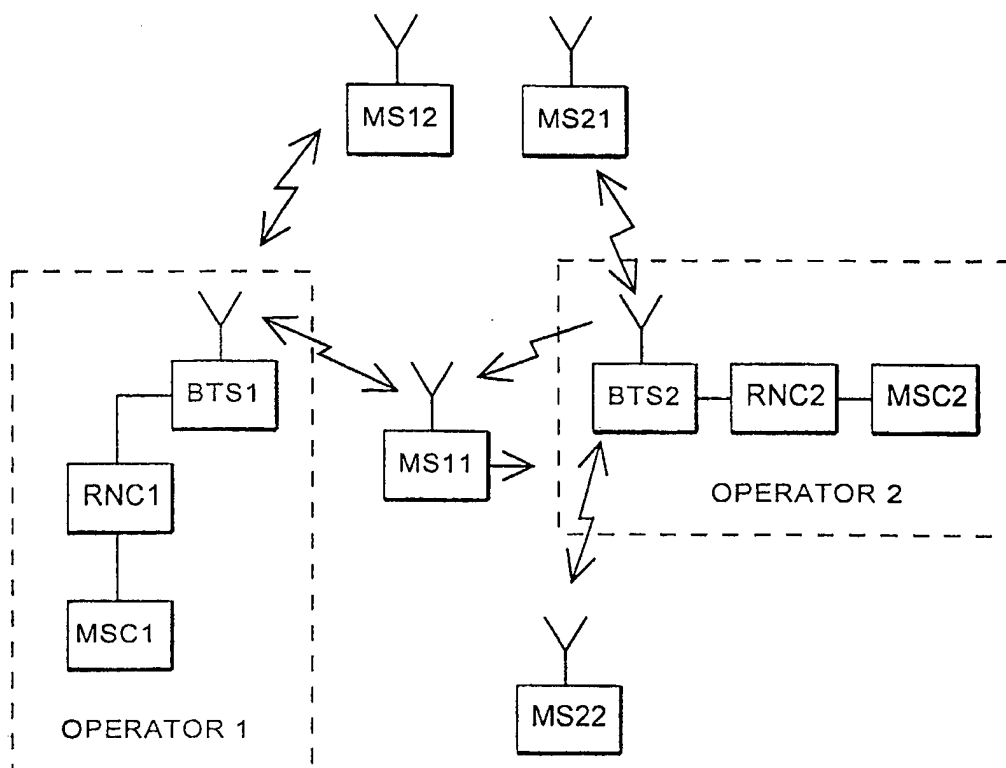 MS12
MS21
BTS1
BTS2
RNC2
MSC2
MS11
RNC1
OPERATOR 2
MSC1
MS22
OPERATOR 1